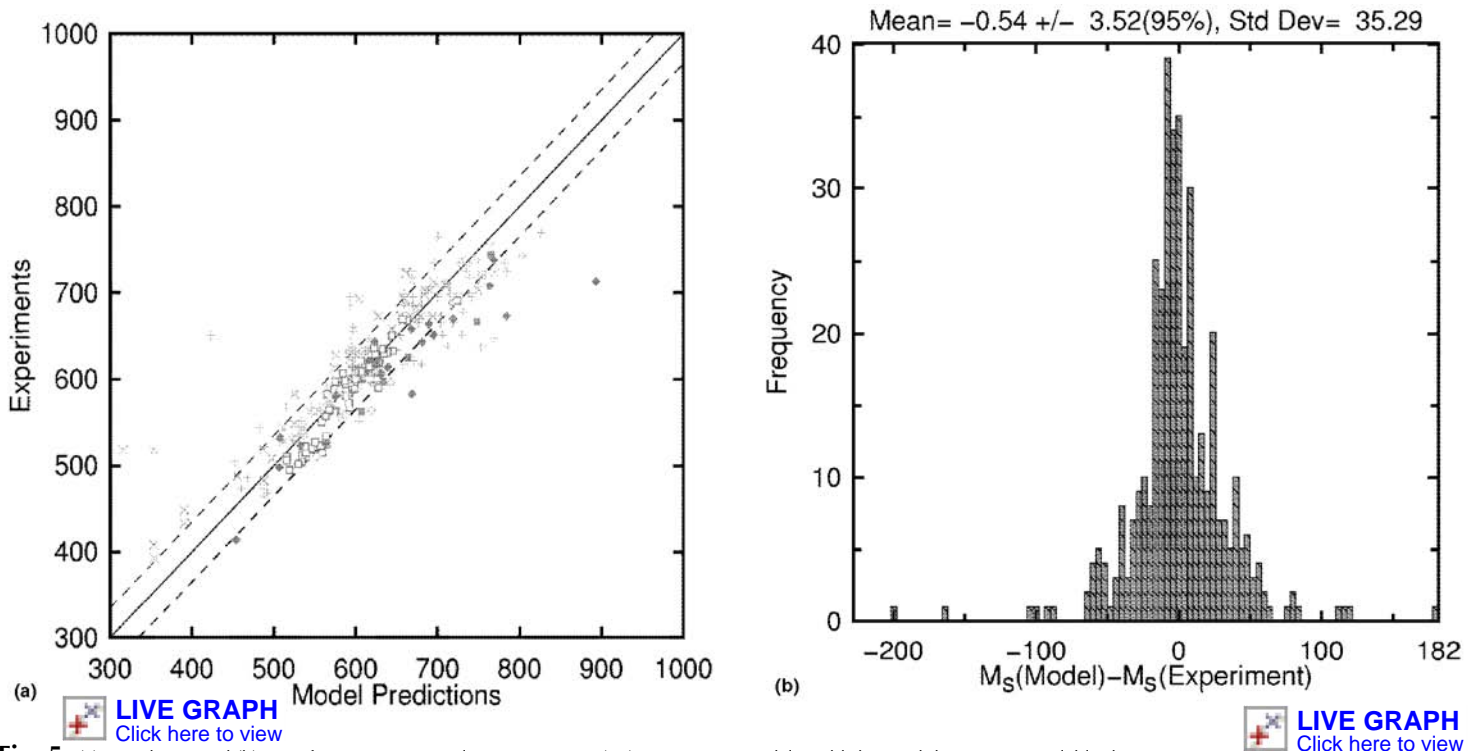 1000
900
800
700
600
500
400
300
Experiments
300 400 500 600 700 800 900 1000
Model Predictions
(a)
LIVE GRAPH
Click here to view
Mean= −0.54 +/− 3.52(95%), Std Dev= 35.29
40
30
20
10
0
Frequency
−200 −100 0 100 182
MS(Model)−MS(Experiment)
(b)
LIVE GRAPH
Click here to view